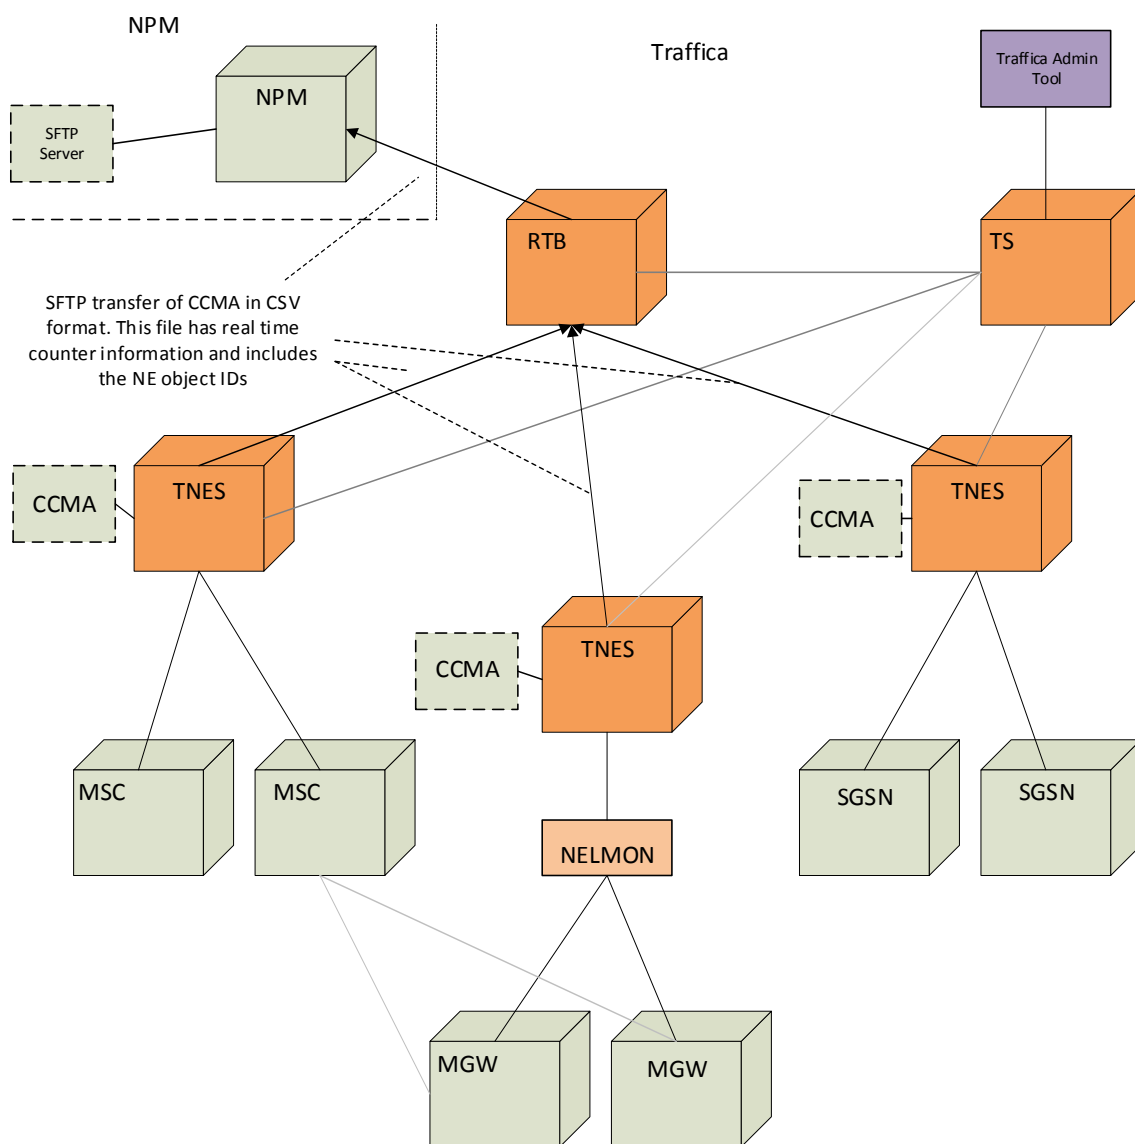 NPM
Traffica
Traffica Admin
Tool
NPM
SFTP
Server
RTB
TS
SFTP transfer of CCMA in CSV
format. This file has real time
counter information and includes
the NE object IDs
TNES
CCMA
TNES
CCMA
TNES
CCMA
MSC
MSC
SGSN
SGSN
NELMON
MGW
MGW